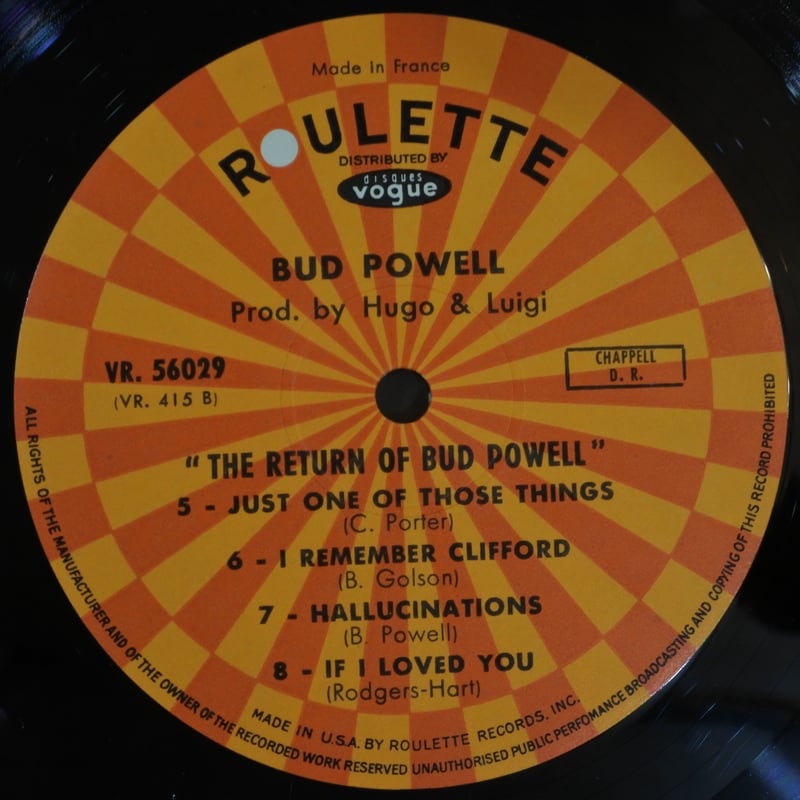 Made in France
ROULETTE
DISTRIBUTED BY
disques
vogue
BUD POWELL
Prod. by Hugo & Luigi
VR. 56029
(VR. 415 B)
CHAPPELL
D. R.
"THE RETURN OF BUD POWELL"
5 - JUST ONE OF THOSE THINGS
(C. Porter)
6 - I REMEMBER CLIFFORD
(B. Golson)
7 - HALLUCINATIONS
(B. Powell)
8 - IF I LOVED YOU
(Rodgers-Hart)
MADE IN U.S.A. BY ROULETTE RECORDS, INC.
ALL RIGHTS OF THE MANUFACTURER AND OF THE OWNER OF THE RECORDED WORK RESERVED UNAUTHORISED PUBLIC PERFOMANCE BROADCASTING AND COPYING OF THIS RECORD PROHIBITED